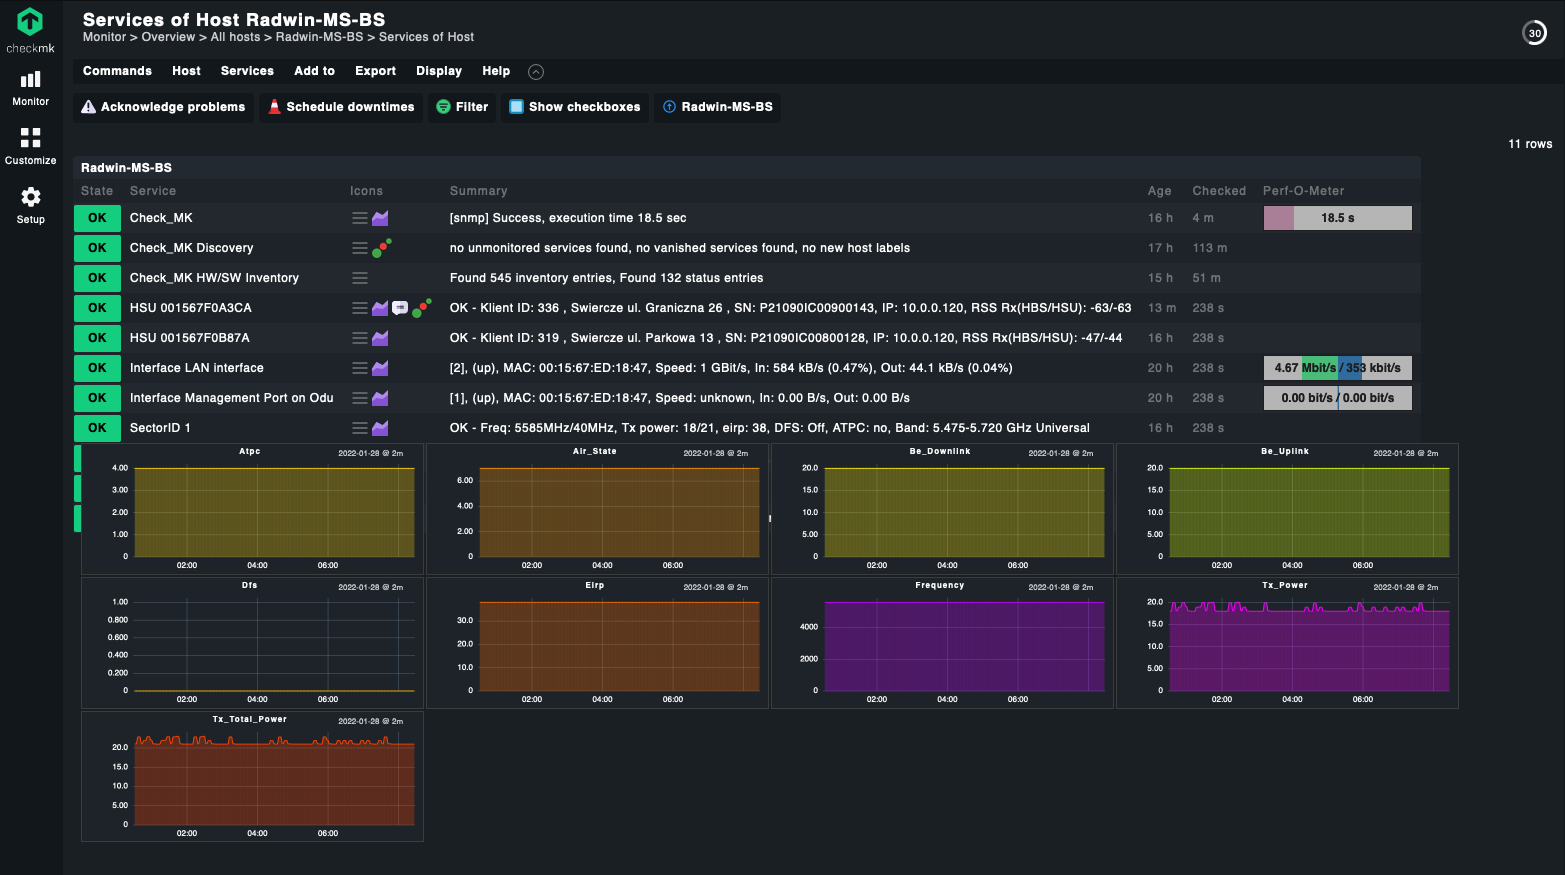 Services of Host Radwin-MS-BS
Monitor > Overview > All hosts > Radwin-MS-BS > Services of Host
30
checkmk
Monitor
Customize
Setup
Commands Host Services Add to Export Display Help
Acknowledge problems Schedule downtimes Filter Show checkboxes Radwin-MS-BS
11 rows
Radwin-MS-BS
State Service Icons Summary Age Checked Perf-O-Meter
OK Check_MK [snmp] Success, execution time 18.5 sec 16 h 4 m 18.5 s
OK Check_MK Discovery no unmonitored services found, no vanished services found, no new host labels 17 h 113 m
OK Check_MK HW/SW Inventory Found 545 inventory entries, Found 132 status entries 15 h 51 m
OK HSU 001567F0A3CA OK - Klient ID: 336 , Swiercze ul. Graniczna 26 , SN: P21090IC00900143, IP: 10.0.0.120, RSS Rx(HBS/HSU): -63/-63 13 m 238 s
OK HSU 001567F0B87A OK - Klient ID: 319 , Swiercze ul. Parkowa 13 , SN: P21090IC00800128, IP: 10.0.0.120, RSS Rx(HBS/HSU): -47/-44 16 h 238 s
OK Interface LAN interface [2], (up), MAC: 00:15:67:ED:18:47, Speed: 1 GBit/s, In: 584 kB/s (0.47%), Out: 44.1 kB/s (0.04%) 20 h 238 s 4.67 Mbit/s / 353 kbit/s
OK Interface Management Port on Odu [1], (up), MAC: 00:15:67:ED:18:47, Speed: unknown, In: 0.00 B/s, Out: 0.00 B/s 20 h 238 s 0.00 bit/s / 0.00 bit/s
OK SectorID 1 OK - Freq: 5585MHz/40MHz, Tx power: 18/21, eirp: 38, DFS: Off, ATPC: no, Band: 5.475-5.720 GHz Universal 16 h 238 s
Atpc 2022-01-28 @ 2m
4.00
3.00
2.00
1.00
0
02:00 04:00 06:00
Air_State 2022-01-28 @ 2m
6.00
4.00
2.00
0
02:00 04:00 06:00
Be_Downlink 2022-01-28 @ 2m
20.0
15.0
10.0
5.00
0
02:00 04:00 06:00
Be_Uplink 2022-01-28 @ 2m
20.0
15.0
10.0
5.00
0
02:00 04:00 06:00
Dfs 2022-01-28 @ 2m
1.00
0.800
0.600
0.400
0.200
0
02:00 04:00 06:00
Eirp 2022-01-28 @ 2m
30.0
20.0
10.0
0
02:00 04:00 06:00
Frequency 2022-01-28 @ 2m
4000
2000
0
02:00 04:00 06:00
Tx_Power 2022-01-28 @ 2m
20.0
15.0
10.0
5.00
0
02:00 04:00 06:00
Tx_Total_Power 2022-01-28 @ 2m
20.0
15.0
10.0
5.00
0
02:00 04:00 06:00